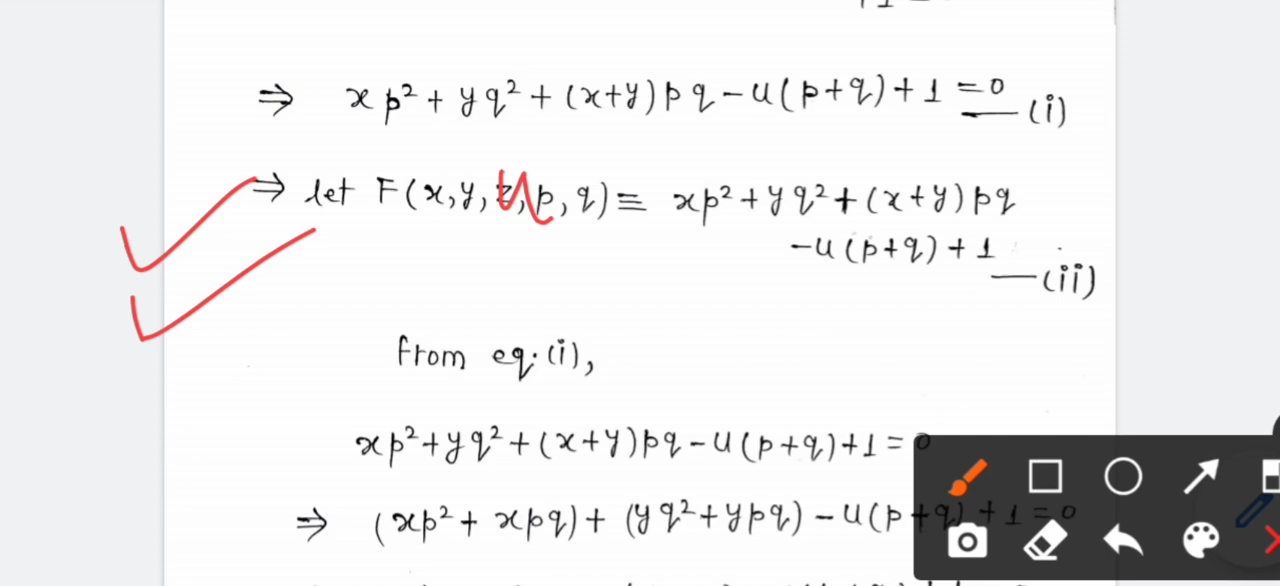 ⇒ xp² + yq² + (x+y)pq - u(p+q) + 1 = 0 —(i)
⇒ let F(x,y,u,p,q) ≡ xp² + yq² + (x+y)pq
-u(p+q) + 1 —(ii)
from eq.(i),
xp² + yq² + (x+y)pq - u(p+q) + 1 = 0
⇒ (xp² + xpq) + (yq² + ypq) - u(p+q) + 1 = 0